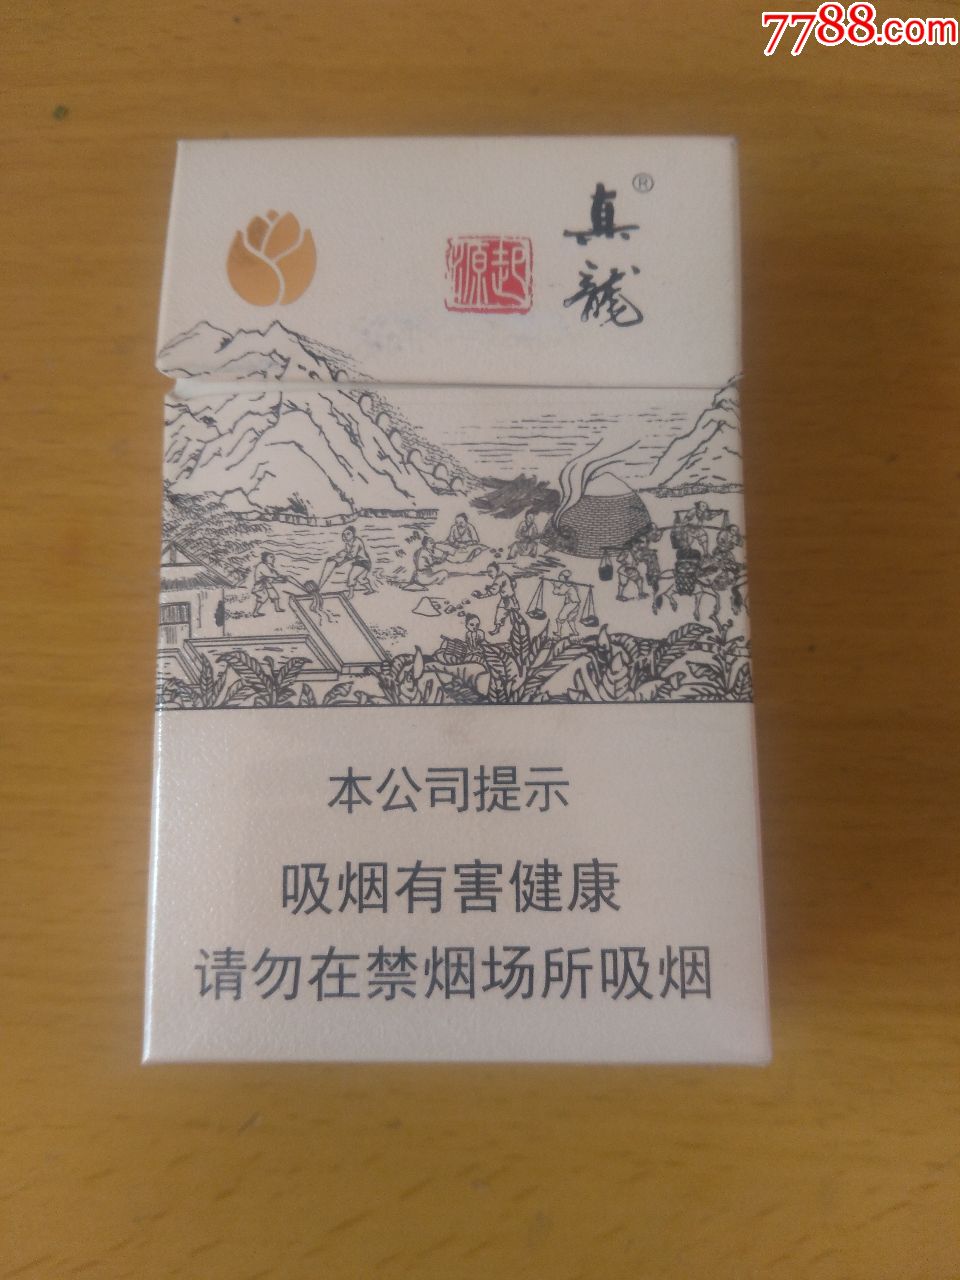 7788.com
真龍®
起源
本公司提示
吸烟有害健康
请勿在禁烟场所吸烟